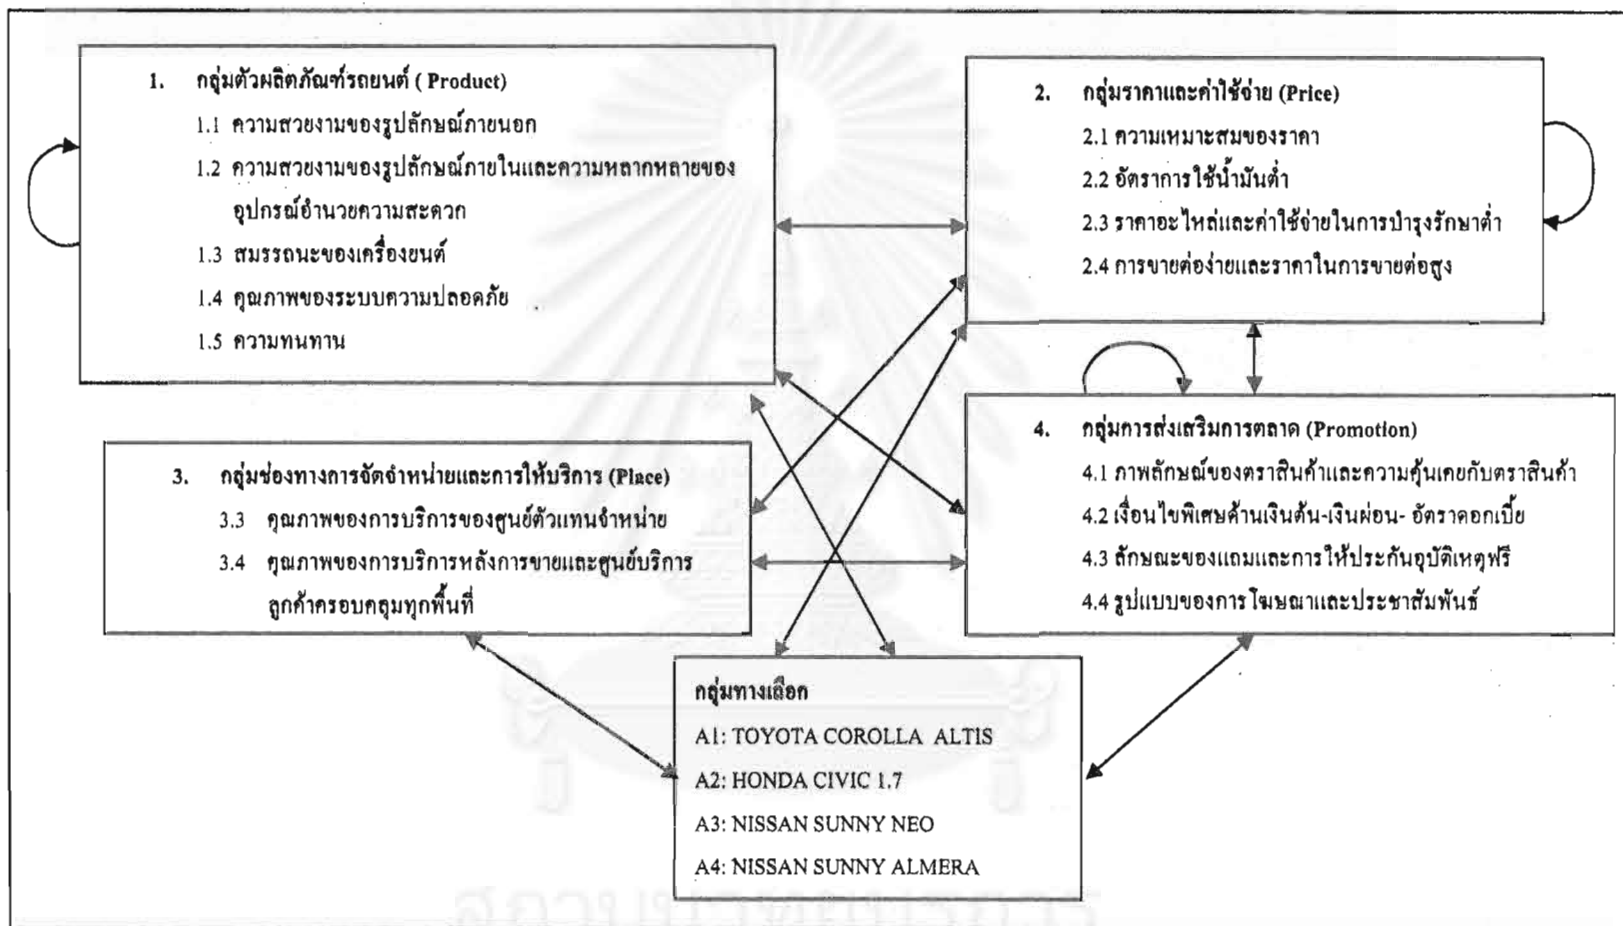 1. กลุ่มตัวผลิตภัณฑ์รถยนต์ ( Product)
1.1 ความสวยงามของรูปลักษณ์ภายนอก
1.2 ความสวยงามของรูปลักษณ์ภายในและความหลากหลายของ
อุปกรณ์อำนวยความสะดวก
1.3 สมรรถนะของเครื่องยนต์
1.4 คุณภาพของระบบความปลอดภัย
1.5 ความทนทาน
2. กลุ่มราคาและค่าใช้จ่าย (Price)
2.1 ความเหมาะสมของราคา
2.2 อัตราการใช้น้ำมันต่ำ
2.3 ราคาอะไหล่และค่าใช้จ่ายในการบำรุงรักษาต่ำ
2.4 การขายต่อง่ายและราคาในการขายต่อสูง
3. กลุ่มช่องทางการจัดจำหน่ายและการให้บริการ (Place)
3.3 คุณภาพของการบริการของศูนย์ตัวแทนจำหน่าย
3.4 คุณภาพของการบริการหลังการขายและศูนย์บริการ
ลูกค้าครอบคลุมทุกพื้นที่
4. กลุ่มการส่งเสริมการตลาด (Promotion)
4.1 ภาพลักษณ์ของตราสินค้าและความคุ้นเคยกับตราสินค้า
4.2 เงื่อนไขพิเศษด้านเงินต้น-เงินผ่อน- อัตราดอกเบี้ย
4.3 ลักษณะของแถมและการให้ประกันอุบัติเหตุฟรี
4.4 รูปแบบของการโฆษณาและประชาสัมพันธ์
กลุ่มทางเลือก
A1: TOYOTA COROLLA ALTIS
A2: HONDA CIVIC 1.7
A3: NISSAN SUNNY NEO
A4: NISSAN SUNNY ALMERA
สถาบันวิทยบริการ